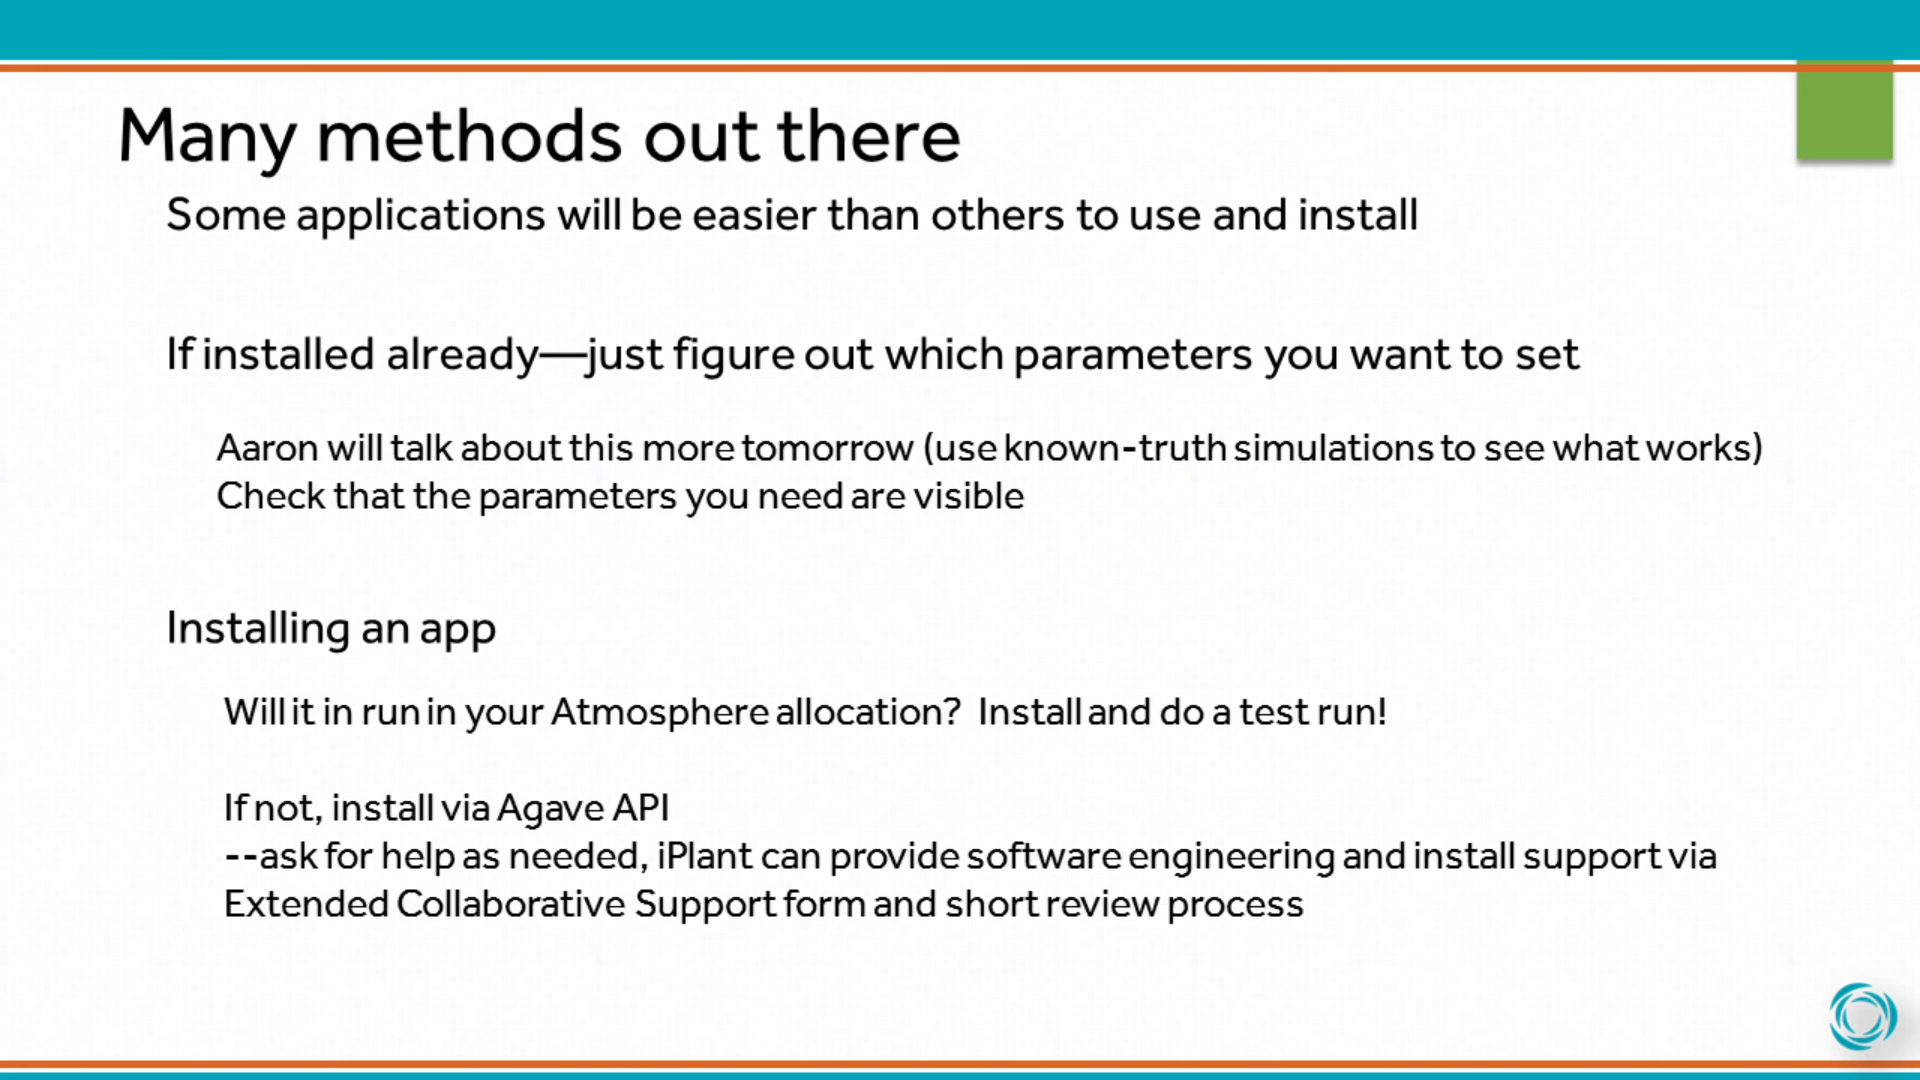 Many methods out there
Some applications will be easier than others to use and install
If installed already—just figure out which parameters you want to set
Aaron will talk about this more tomorrow (use known-truth simulations to see what works)
Check that the parameters you need are visible
Installing an app
Will it in run in your Atmosphere allocation?  Install and do a test run!
If not, install via Agave API
--ask for help as needed, iPlant can provide software engineering and install support via
Extended Collaborative Support form and short review process